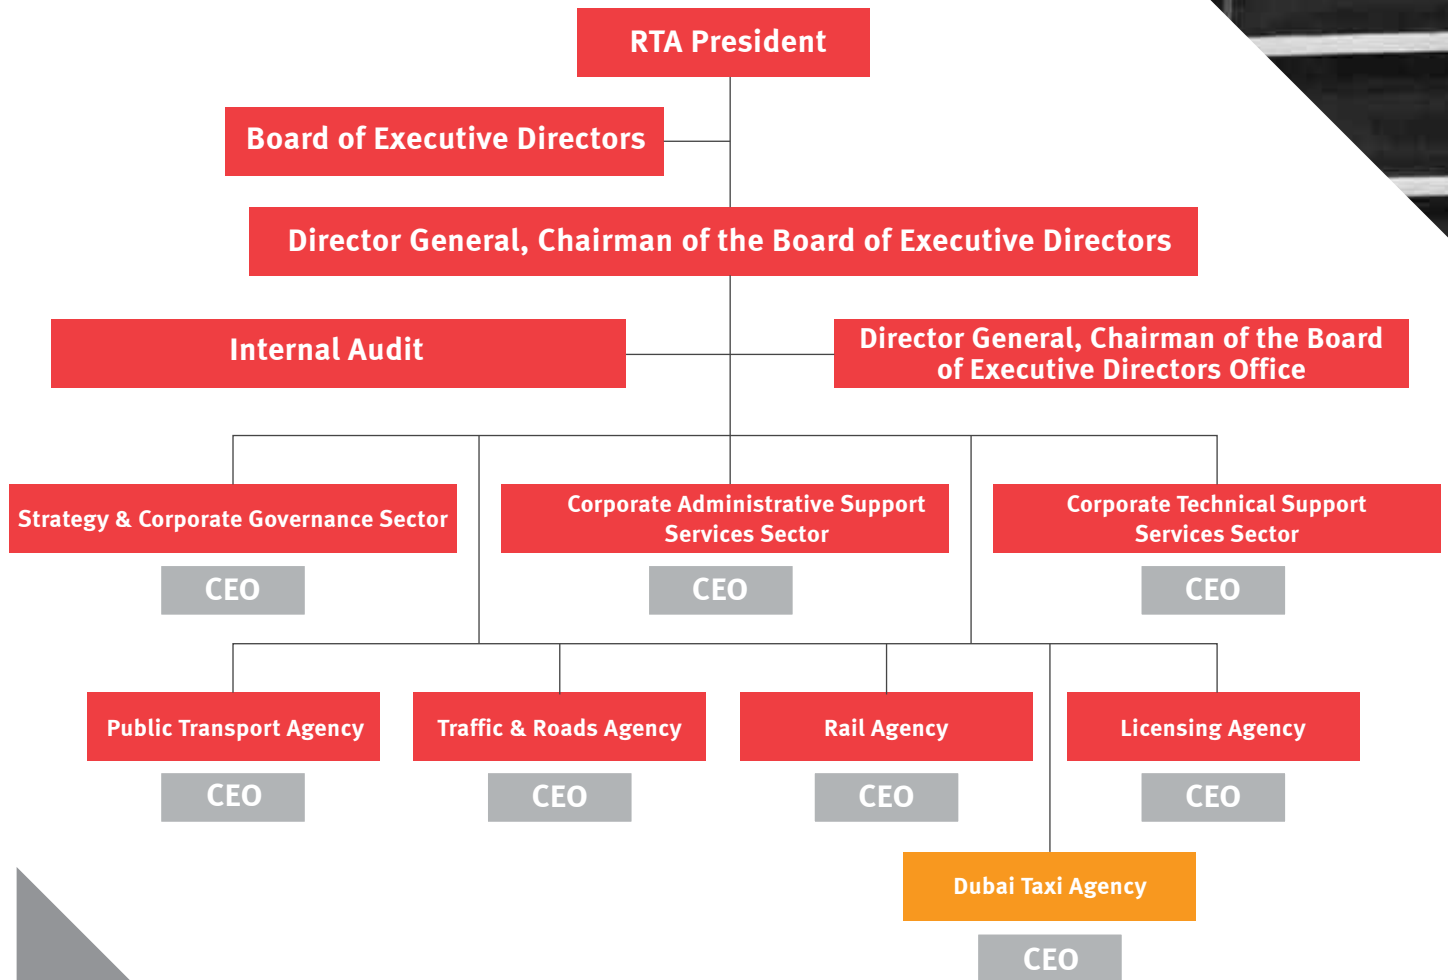 RTA President
Board of Executive Directors
Director General, Chairman of the Board of Executive Directors
Internal Audit
Director General, Chairman of the Board
of Executive Directors Office
Strategy & Corporate Governance Sector
CEO
Corporate Administrative Support
Services Sector
CEO
Corporate Technical Support
Services Sector
CEO
Public Transport Agency
CEO
Traffic & Roads Agency
CEO
Rail Agency
CEO
Licensing Agency
CEO
Dubai Taxi Agency
CEO